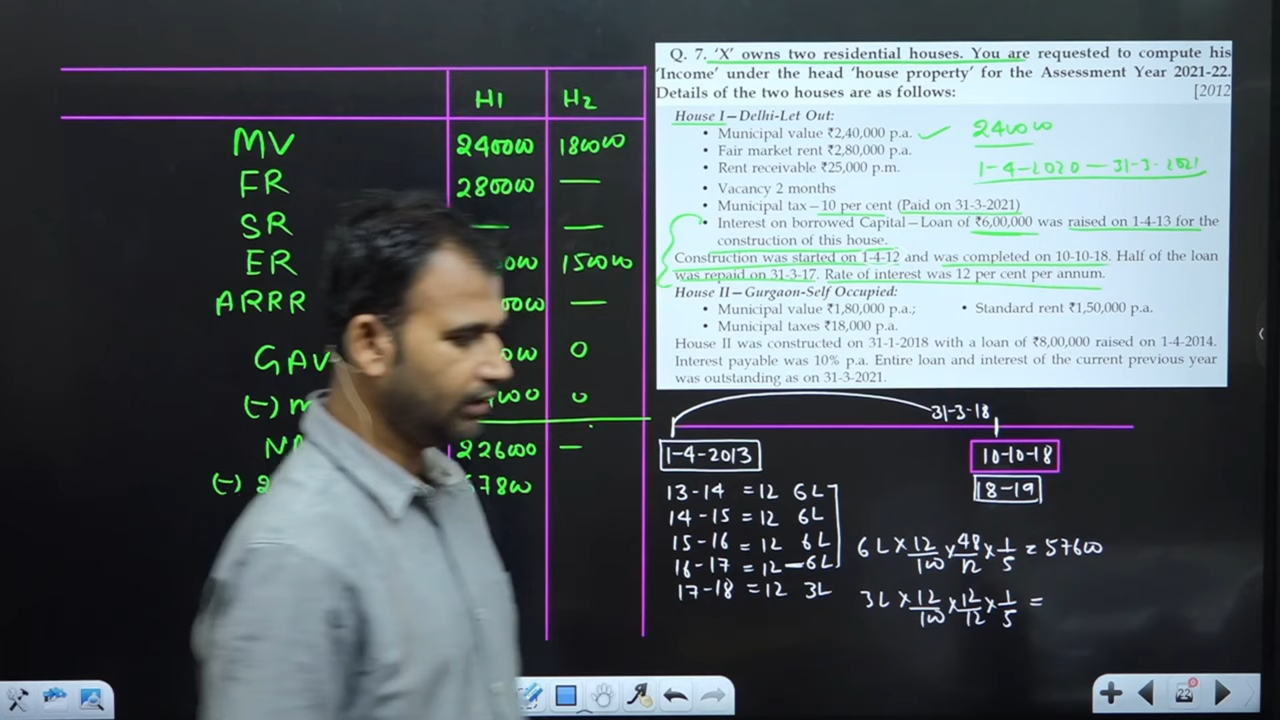 H1 H2
MV 240000 180000
FR 280000 —
SR — —
ER 150000
ARRR —
GAV 0
(-) 0
226000 —
(-) 67800
Q. 7. 'X' owns two residential houses. You are requested to compute his
'Income' under the head 'house property' for the Assessment Year 2021-22.
Details of the two houses are as follows: [2012
House I—Delhi-Let Out:
• Municipal value ₹2,40,000 p.a. ✓ 240000
• Fair market rent ₹2,80,000 p.a.
• Rent receivable ₹25,000 p.m. 1-4-2020 — 31-3-2021
• Vacancy 2 months
• Municipal tax—10 per cent (Paid on 31-3-2021)
• Interest on borrowed Capital—Loan of ₹6,00,000 was raised on 1-4-13 for the
construction of this house.
Construction was started on 1-4-12 and was completed on 10-10-18. Half of the loan
was repaid on 31-3-17. Rate of interest was 12 per cent per annum.
House II—Gurgaon-Self Occupied:
• Municipal value ₹1,80,000 p.a.; • Standard rent ₹1,50,000 p.a.
• Municipal taxes ₹18,000 p.a.
House II was constructed on 31-1-2018 with a loan of ₹8,00,000 raised on 1-4-2014.
Interest payable was 10% p.a. Entire loan and interest of the current previous year
was outstanding as on 31-3-2021.
31-3-18
1-4-2013 10-10-18
18-19
13-14 = 12 6L
14-15 = 12 6L
15-16 = 12 6L
16-17 = 12 — 6L
17-18 = 12 3L
6L × 12/100 × 48/12 × 1/5 = 57600
3L × 12/100 × 12/12 × 1/5 =
22